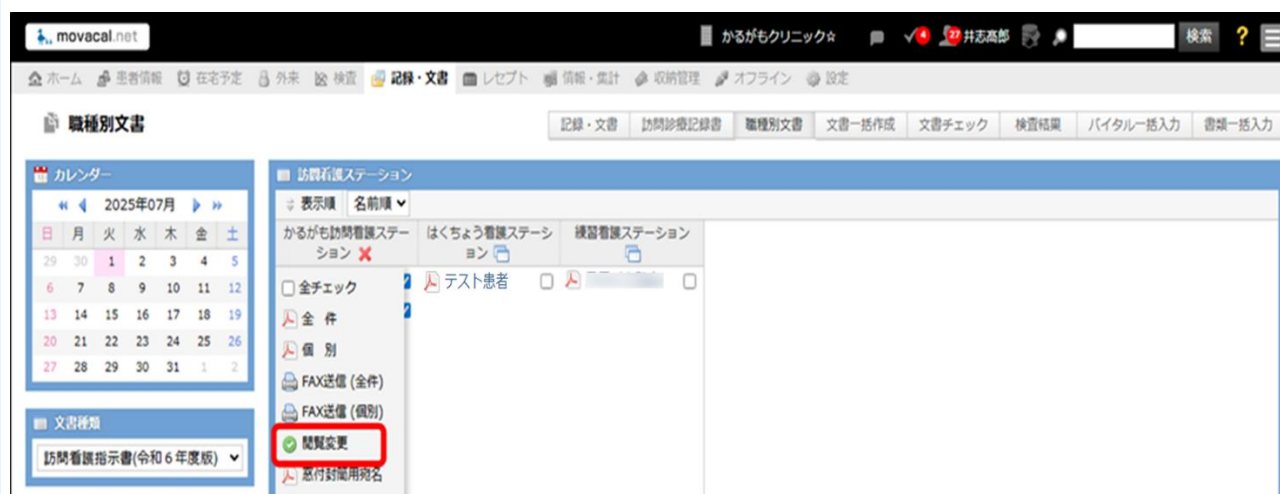 movacal.net
かるがもクリニック☆
4
27
井志高郎
検索
?
ホーム 患者情報 在宅予定 外来 検査 記録・文書 レセプト 情報・集計 収納管理 オフライン 設定
職種別文書
記録・文書 訪問診療記録書 職種別文書 文書一括作成 文書チェック 検査結果 バイタル一括入力 書類一括入力
カレンダー
2025年07月
日 月 火 水 木 金 土
29 30 1 2 3 4 5
6 7 8 9 10 11 12
13 14 15 16 17 18 19
20 21 22 23 24 25 26
27 28 29 30 31 1 2
文書種類
訪問看護指示書(令和6年度版)
訪問看護ステーション
表示順 名前順
かるがも訪問看護ステー
ション
はくちょう看護ステーシ
ョン
練習看護ステーション
テスト患者
全チェック
全 件
個 別
FAX送信 (全件)
FAX送信 (個別)
閲覧変更
窓付封筒用宛名